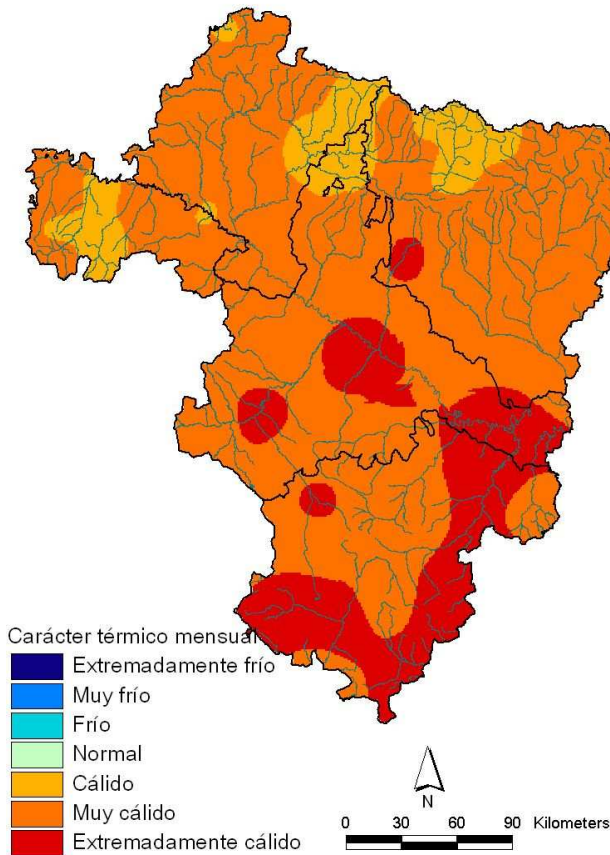 Carácter térmico mensual
Extremadamente frío
Muy frío
Frío
Normal
Cálido
Muy cálido
Extremadamente cálido
N
0 30 60 90 Kilometers